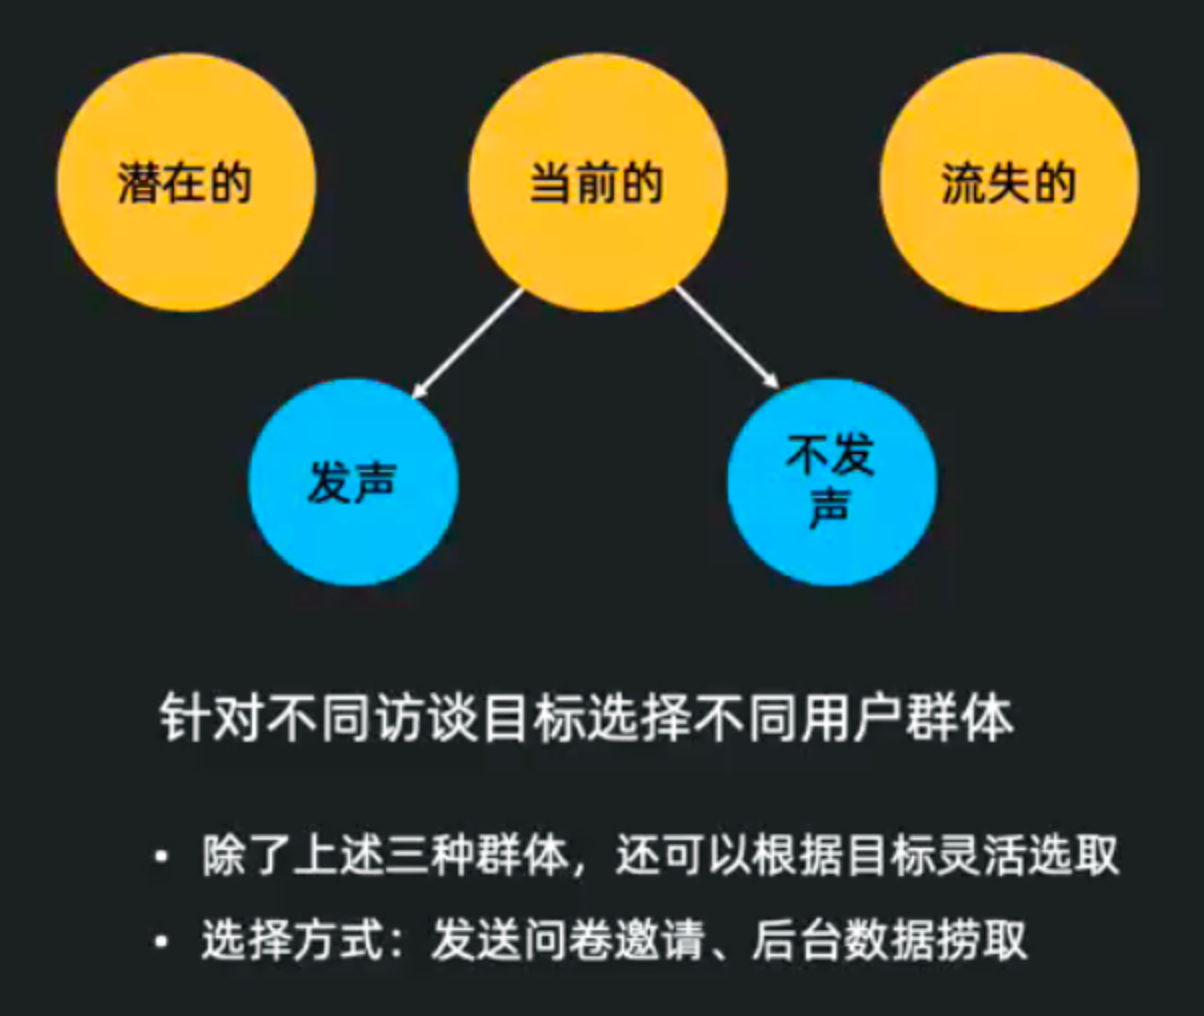 潜在的
当前的
流失的
发声
不发
声
针对不同访谈目标选择不同用户群体
• 除了上述三种群体，还可以根据目标灵活选取
• 选择方式：发送问卷邀请、后台数据捞取